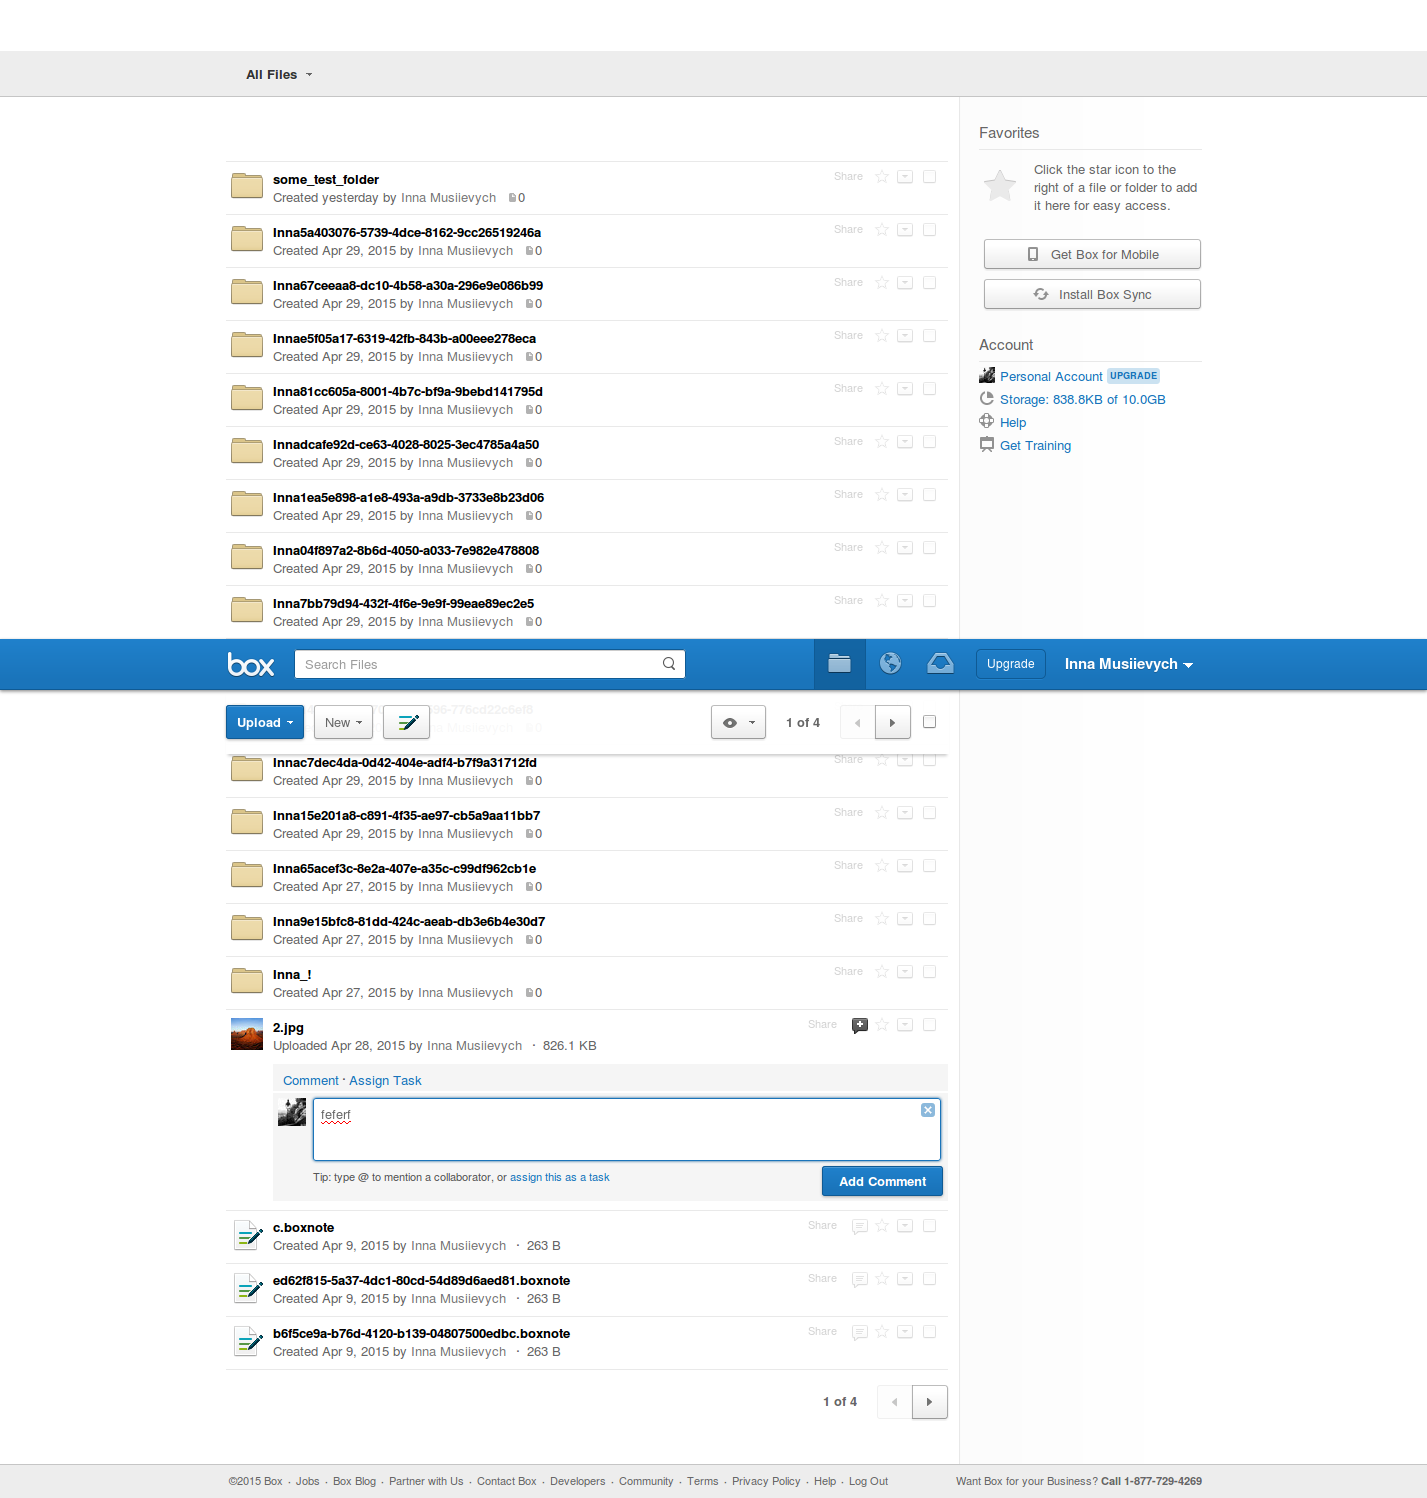 All Files
some_test_folder
Share
Created yesterday by Inna Musiievych 0
Inna5a403076-5739-4dce-8162-9cc26519246a
Share
Created Apr 29, 2015 by Inna Musiievych 0
Inna67ceeaa8-dc10-4b58-a30a-296e9e086b99
Share
Created Apr 29, 2015 by Inna Musiievych 0
Innae5f05a17-6319-42fb-843b-a00eee278eca
Share
Created Apr 29, 2015 by Inna Musiievych 0
Inna81cc605a-8001-4b7c-bf9a-9bebd141795d
Share
Created Apr 29, 2015 by Inna Musiievych 0
Innadcafe92d-ce63-4028-8025-3ec4785a4a50
Share
Created Apr 29, 2015 by Inna Musiievych 0
Inna1ea5e898-a1e8-493a-a9db-3733e8b23d06
Share
Created Apr 29, 2015 by Inna Musiievych 0
Inna04f897a2-8b6d-4050-a033-7e982e478808
Share
Created Apr 29, 2015 by Inna Musiievych 0
Inna7bb79d94-432f-4f6e-9e9f-99eae89ec2e5
Share
Created Apr 29, 2015 by Inna Musiievych 0
Favorites
Click the star icon to the
right of a file or folder to add
it here for easy access.
Get Box for Mobile
Install Box Sync
Account
Personal Account UPGRADE
Storage: 838.8KB of 10.0GB
Help
Get Training
box
Search Files
Upgrade
Inna Musiievych
Upload
New
1 of 4
Innac7dec4da-0d42-404e-adf4-b7f9a31712fd
Share
Created Apr 29, 2015 by Inna Musiievych 0
Inna15e201a8-c891-4f35-ae97-cb5a9aa11bb7
Share
Created Apr 29, 2015 by Inna Musiievych 0
Inna65acef3c-8e2a-407e-a35c-c99df962cb1e
Share
Created Apr 27, 2015 by Inna Musiievych 0
Inna9e15bfc8-81dd-424c-aeab-db3e6b4e30d7
Share
Created Apr 27, 2015 by Inna Musiievych 0
Inna_!
Share
Created Apr 27, 2015 by Inna Musiievych 0
2.jpg
Share
Uploaded Apr 28, 2015 by Inna Musiievych · 826.1 KB
Comment · Assign Task
feferf
Tip: type @ to mention a collaborator, or assign this as a task
Add Comment
c.boxnote
Share
Created Apr 9, 2015 by Inna Musiievych · 263 B
ed62f815-5a37-4dc1-80cd-54d89d6aed81.boxnote
Share
Created Apr 9, 2015 by Inna Musiievych · 263 B
b6f5ce9a-b76d-4120-b139-04807500edbc.boxnote
Share
Created Apr 9, 2015 by Inna Musiievych · 263 B
1 of 4
©2015 Box · Jobs · Box Blog · Partner with Us · Contact Box · Developers · Community · Terms · Privacy Policy · Help · Log Out
Want Box for your Business? Call 1-877-729-4269